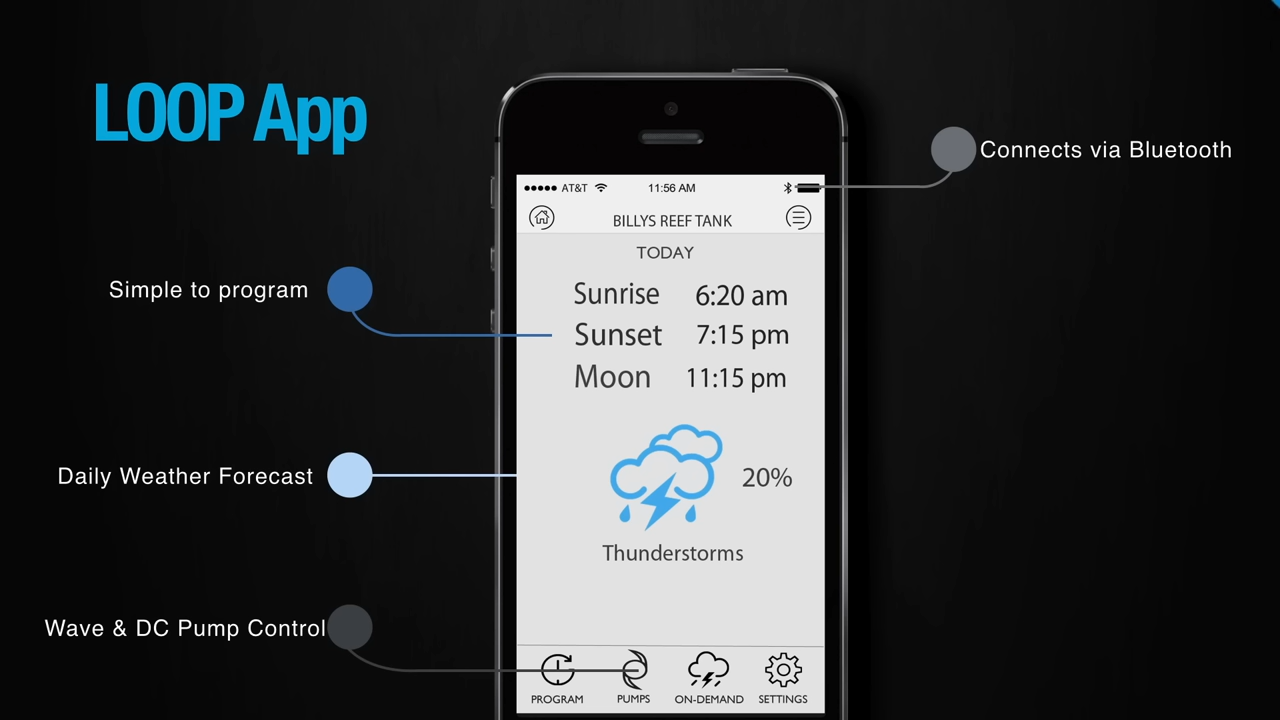 LOOP App
Connects via Bluetooth
AT&T 11:56 AM
BILLYS REEF TANK
TODAY
Simple to program
Sunrise 6:20 am
Sunset 7:15 pm
Moon 11:15 pm
Daily Weather Forecast
20%
Thunderstorms
Wave & DC Pump Control
PROGRAM PUMPS ON-DEMAND SETTINGS